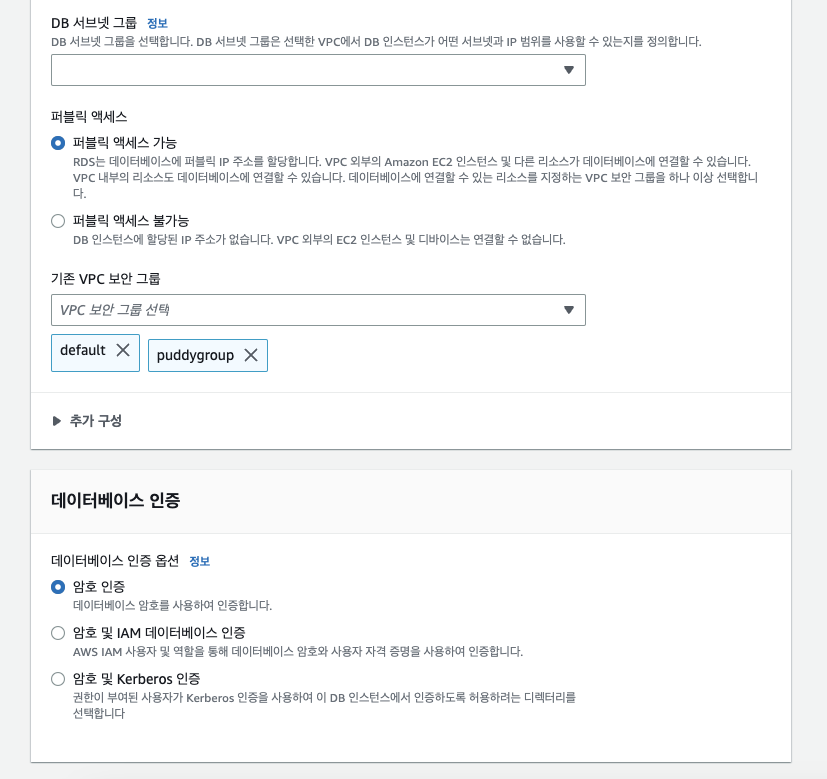 DB 서브넷 그룹 정보
DB 서브넷 그룹을 선택합니다. DB 서브넷 그룹은 선택한 VPC에서 DB 인스턴스가 어떤 서브넷과 IP 범위를 사용할 수 있는지를 정의합니다.
퍼블릭 액세스
퍼블릭 액세스 가능
RDS는 데이터베이스에 퍼블릭 IP 주소를 할당합니다. VPC 외부의 Amazon EC2 인스턴스 및 다른 리소스가 데이터베이스에 연결할 수 있습니다.
VPC 내부의 리소스도 데이터베이스에 연결할 수 있습니다. 데이터베이스에 연결할 수 있는 리소스를 지정하는 VPC 보안 그룹을 하나 이상 선택합니
다.
퍼블릭 액세스 불가능
DB 인스턴스에 할당된 IP 주소가 없습니다. VPC 외부의 EC2 인스턴스 및 디바이스는 연결할 수 없습니다.
기존 VPC 보안 그룹
VPC 보안 그룹 선택
default
puddygroup
추가 구성
데이터베이스 인증
데이터베이스 인증 옵션 정보
암호 인증
데이터베이스 암호를 사용하여 인증합니다.
암호 및 IAM 데이터베이스 인증
AWS IAM 사용자 및 역할을 통해 데이터베이스 암호와 사용자 자격 증명을 사용하여 인증합니다.
암호 및 Kerberos 인증
권한이 부여된 사용자가 Kerberos 인증을 사용하여 이 DB 인스턴스에서 인증하도록 허용하려는 디렉터리를
선택합니다